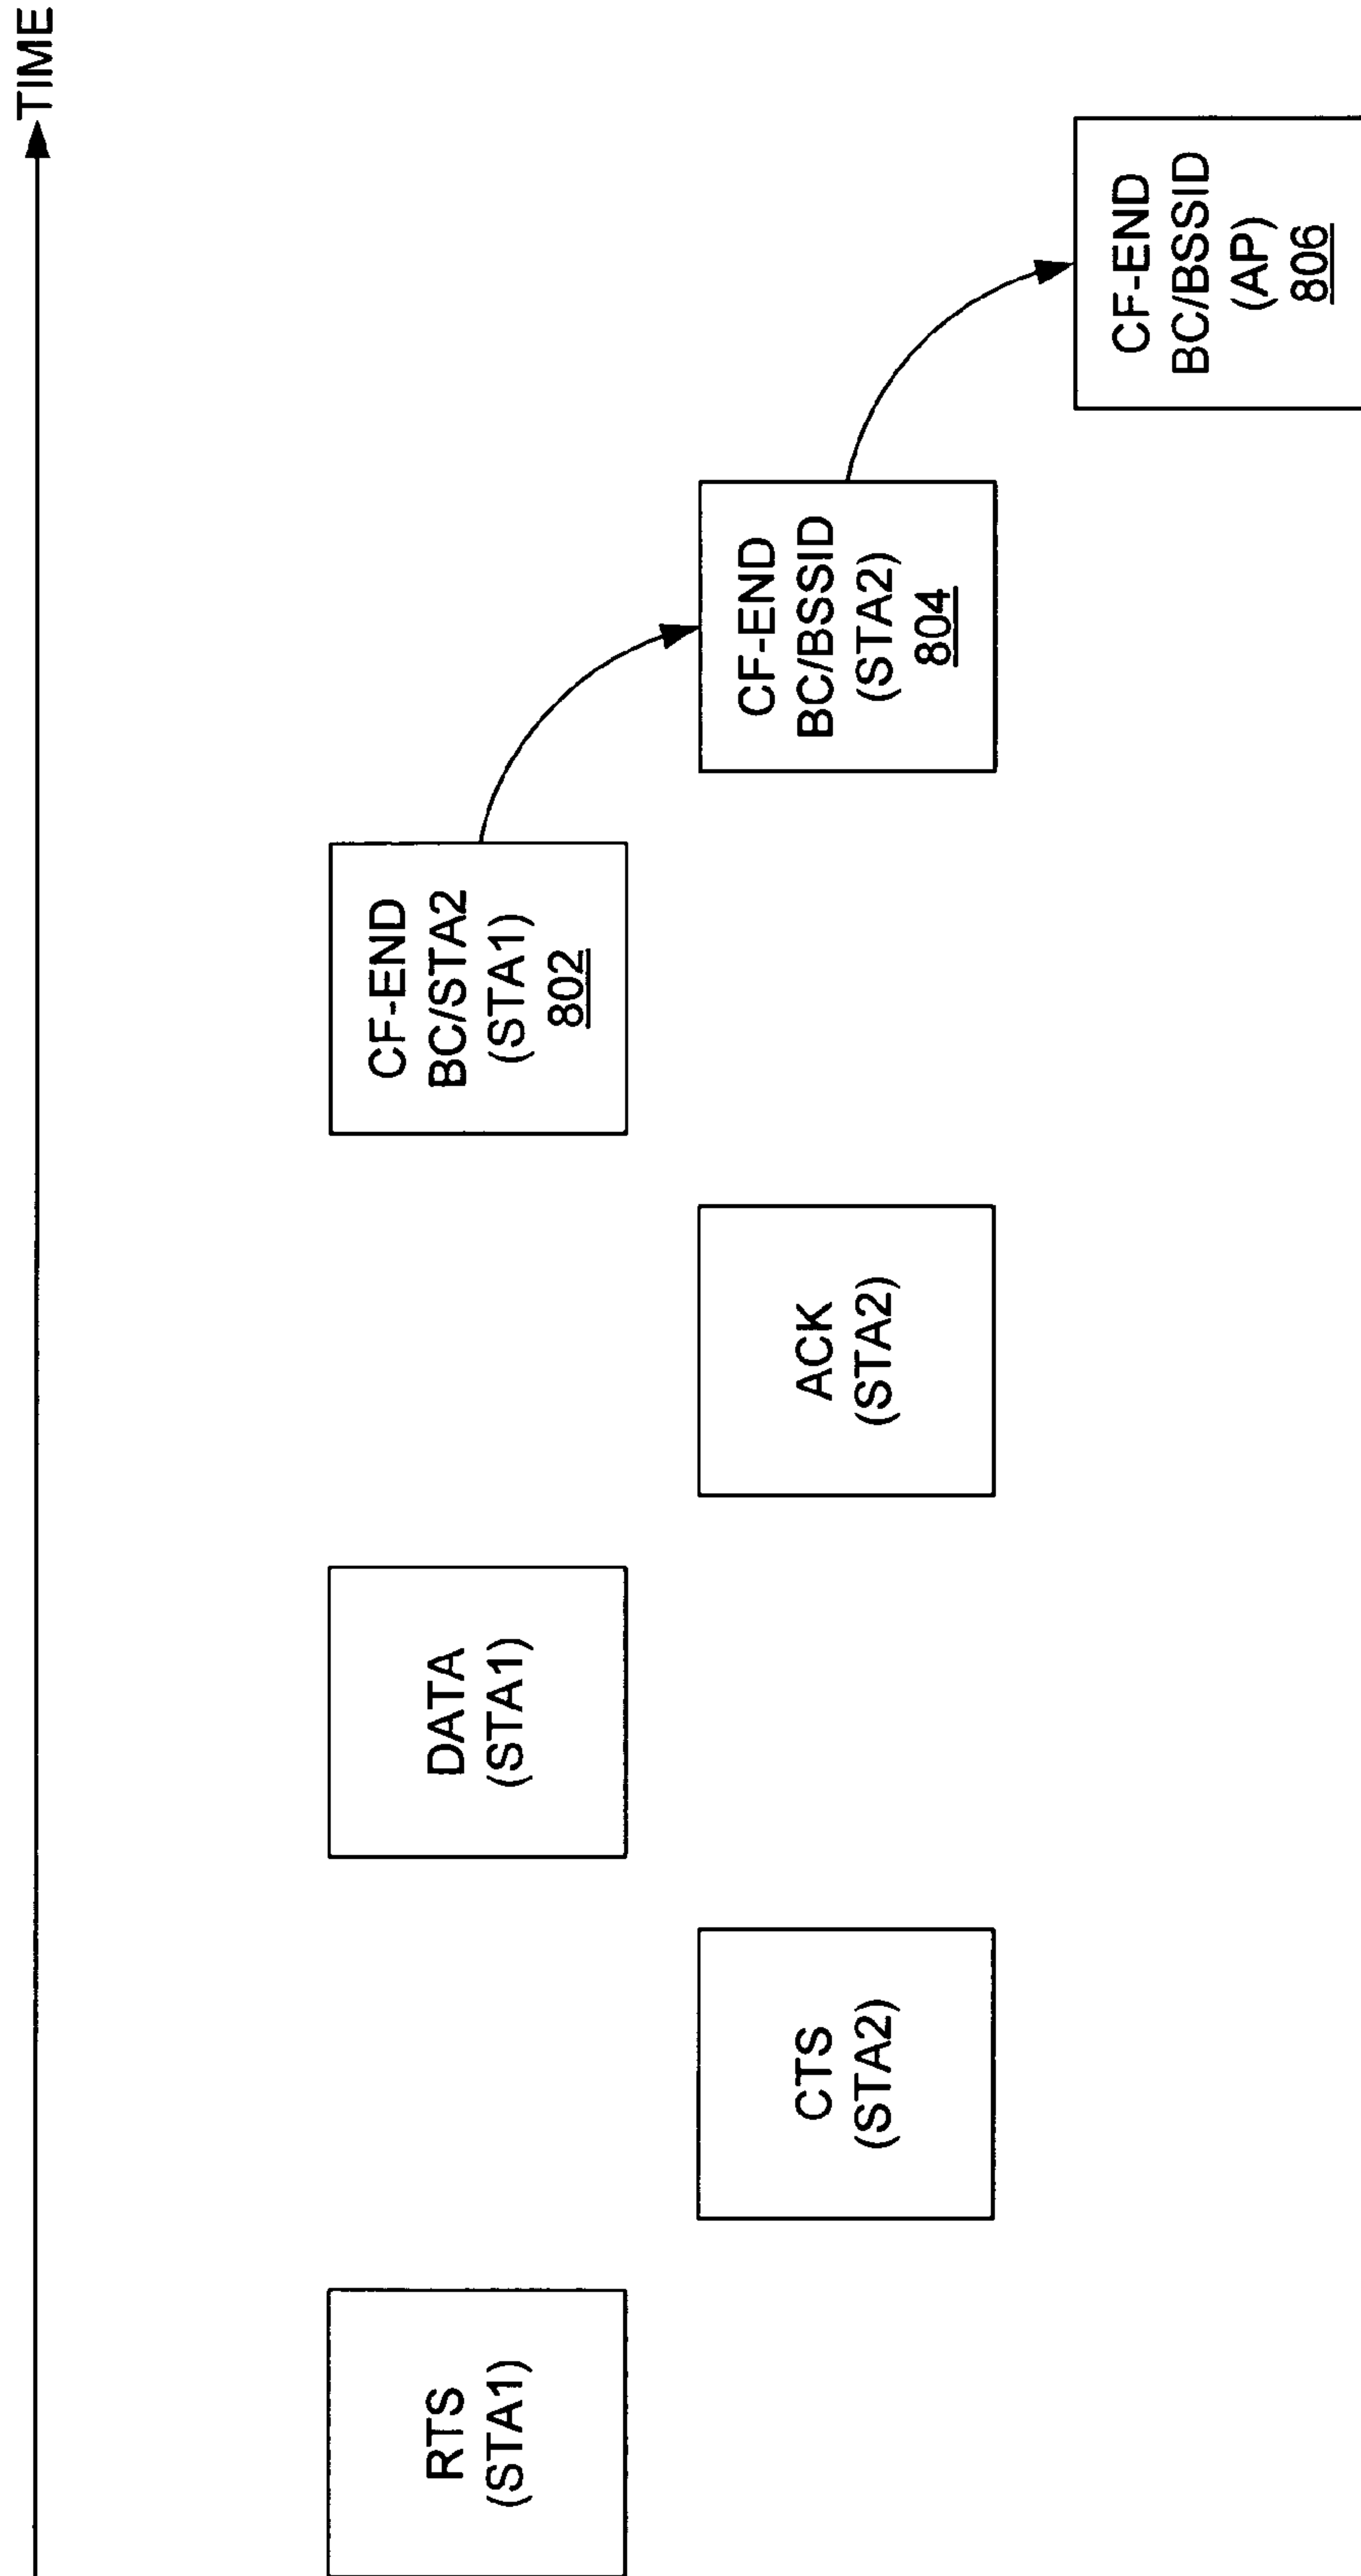 TIME
RTS
(STA1)
CTS
(STA2)
DATA
(STA1)
ACK
(STA2)
CF-END
BC/STA2
(STA1)
802
CF-END
BC/BSSID
(STA2)
804
CF-END
BC/BSSID
(AP)
806